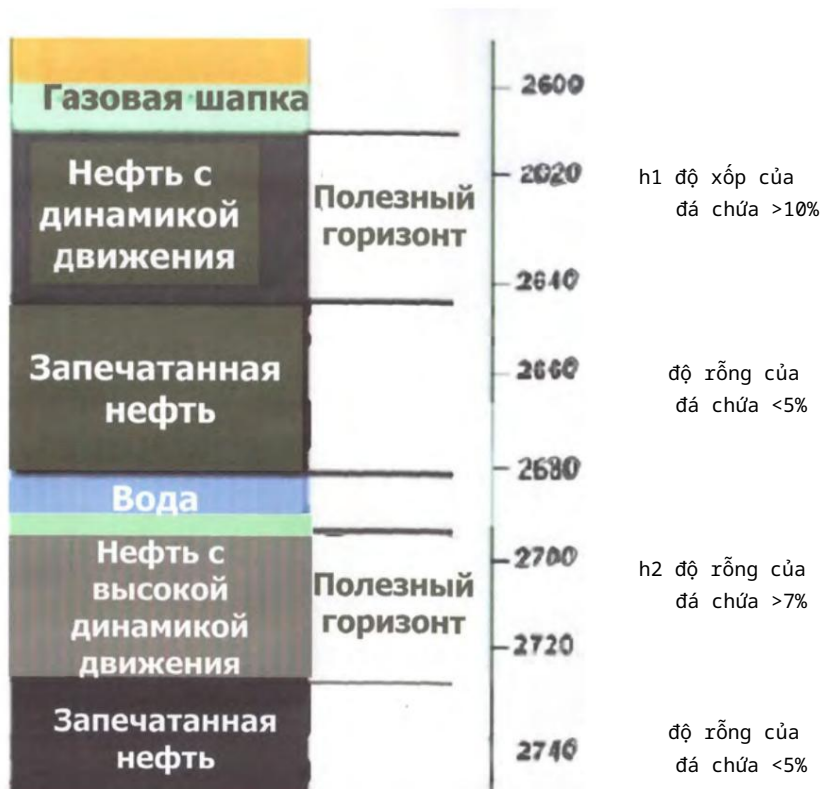 Газовая шапка
2600
Нефть с
динамикой
движения
Полезный
горизонт
2020
h1 độ xốp của
đá chứa >10%
2640
Запечатанная
нефть
2660
độ rỗng của
đá chứa <5%
2680
Вода
Нефть с
высокой
динамикой
движения
Полезный
горизонт
2700
h2 độ rỗng của
đá chứa >7%
2720
Запечатанная
нефть
2740
độ rỗng của
đá chứa <5%